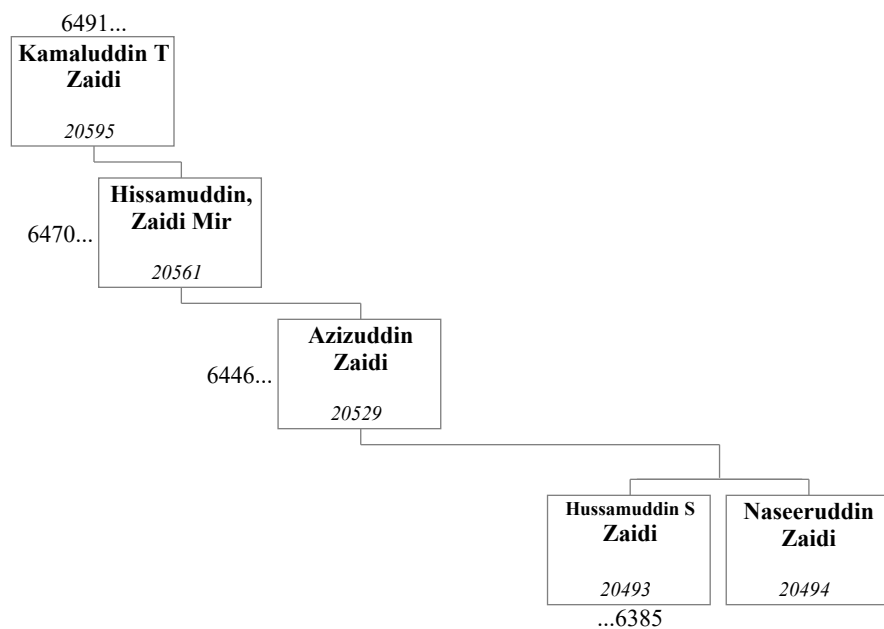 6491...
Kamaluddin T
Zaidi
20595
Hissamuddin,
Zaidi Mir
6470...
20561
Azizuddin
Zaidi
6446...
20529
Hussamuddin S
Zaidi
20493
...6385
Naseeruddin
Zaidi
20494